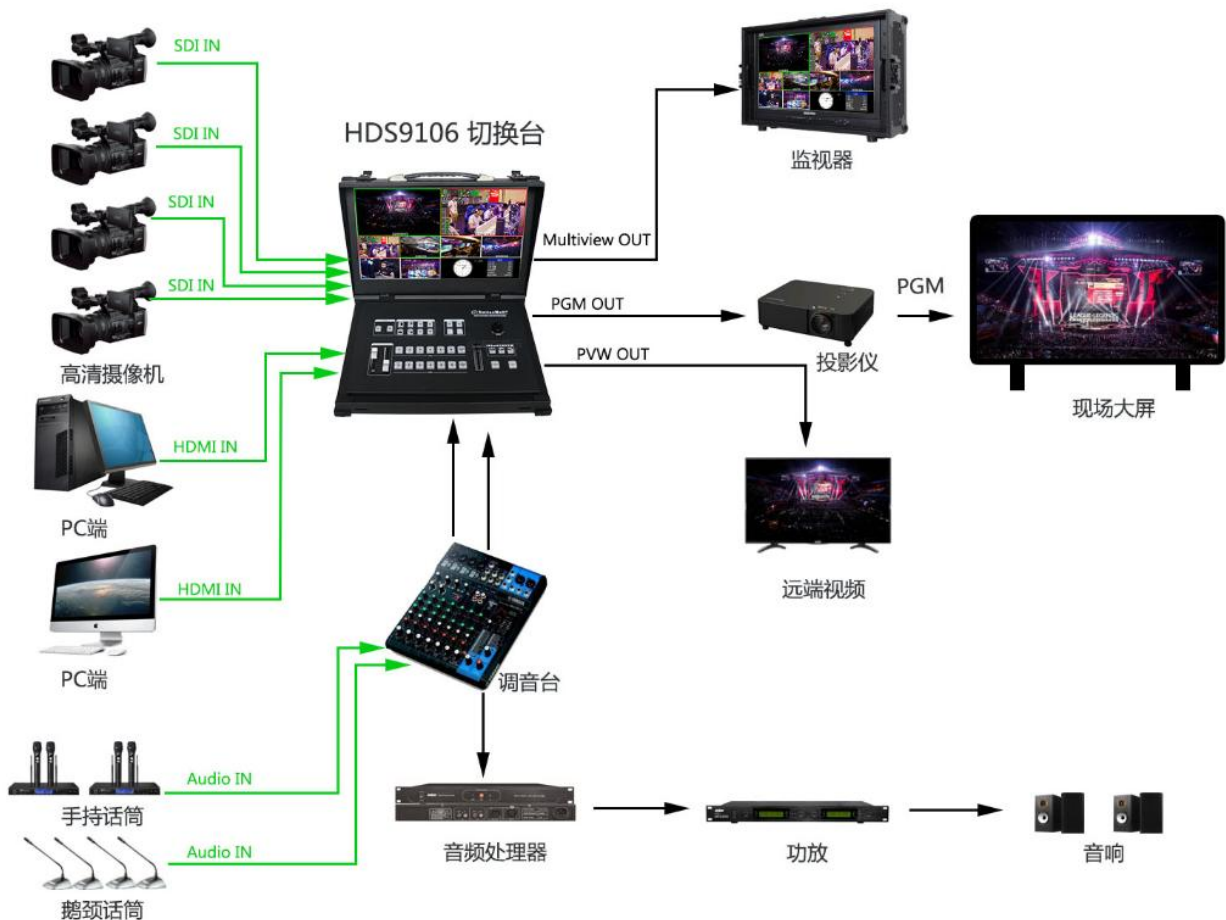 SDI IN
SDI IN
SDI IN
SDI IN
高清摄像机
HDS9106 切换台
Multiview OUT
监视器
PGM OUT
投影仪
PGM
现场大屏
PVW OUT
远端视频
HDMI IN
PC端
HDMI IN
PC端
调音台
Audio IN
手持话筒
Audio IN
鹅颈话筒
音频处理器
功放
音响